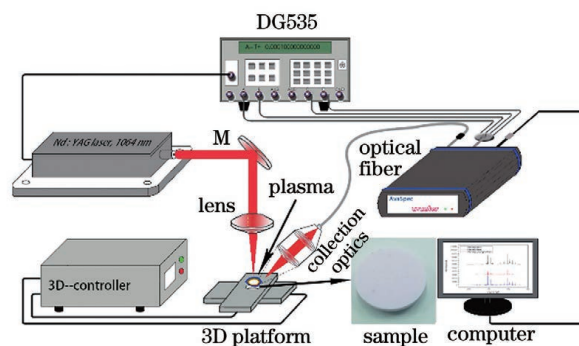 DG535
Nd: YAG laser, 1064 nm
M
lens
plasma
optical
fiber
AvaSpec
collection
optics
3D--controller
3D platform
sample
computer